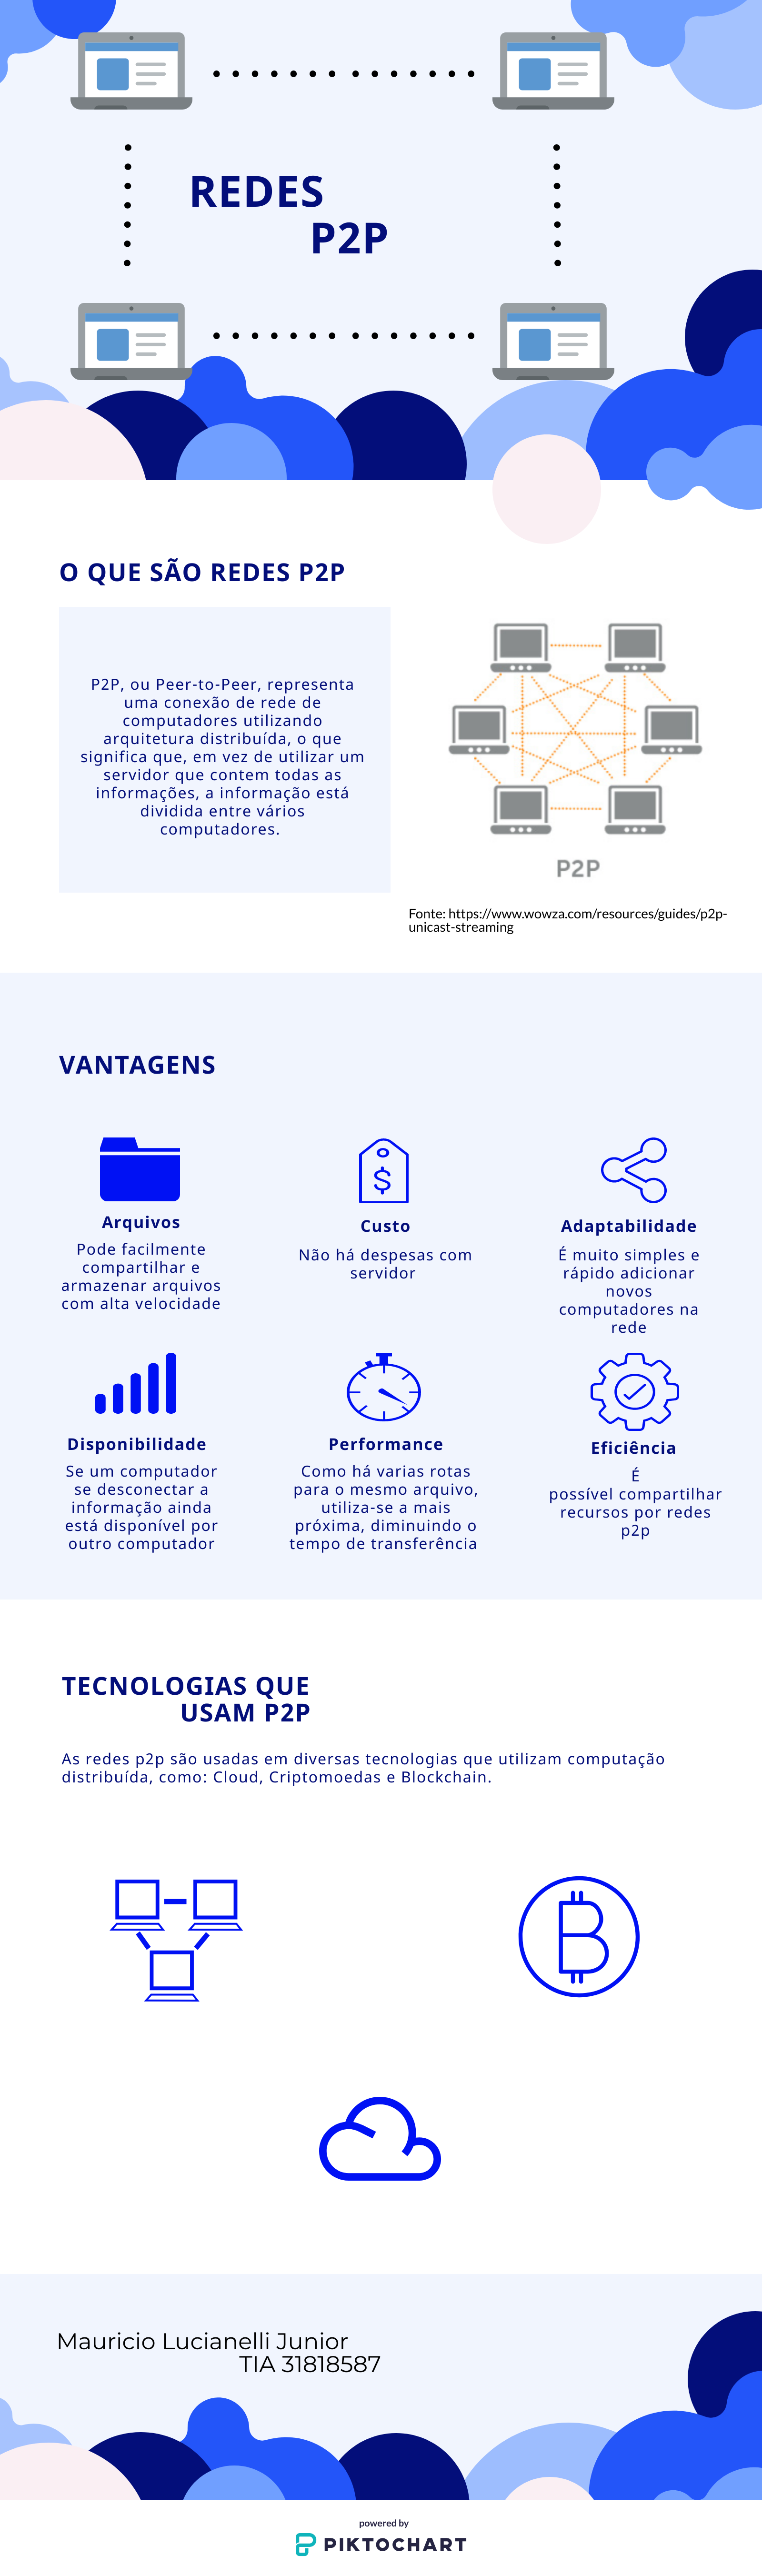 REDES
P2P
O QUE SÃO REDES P2P
P2P, ou Peer-to-Peer, representa
uma conexão de rede de
computadores utilizando
arquitetura distribuída, o que
significa que, em vez de utilizar um
servidor que contem todas as
informações, a informação está
dividida entre vários
computadores.
P2P
Fonte: https://www.wowza.com/resources/guides/p2p-
unicast-streaming
VANTAGENS
Arquivos
Pode facilmente
compartilhar e
armazenar arquivos
com alta velocidade
Custo
Não há despesas com
servidor
Adaptabilidade
É muito simples e
rápido adicionar
novos
computadores na
rede
Disponibilidade
Se um computador
se desconectar a
informação ainda
está disponível por
outro computador
Performance
Como há varias rotas
para o mesmo arquivo,
utiliza-se a mais
próxima, diminuindo o
tempo de transferência
Eficiência
É
possível compartilhar
recursos por redes
p2p
TECNOLOGIAS QUE
USAM P2P
As redes p2p são usadas em diversas tecnologias que utilizam computação
distribuída, como: Cloud, Criptomoedas e Blockchain.
Mauricio Lucianelli Junior
TIA 31818587
powered by
PIKTOCHART